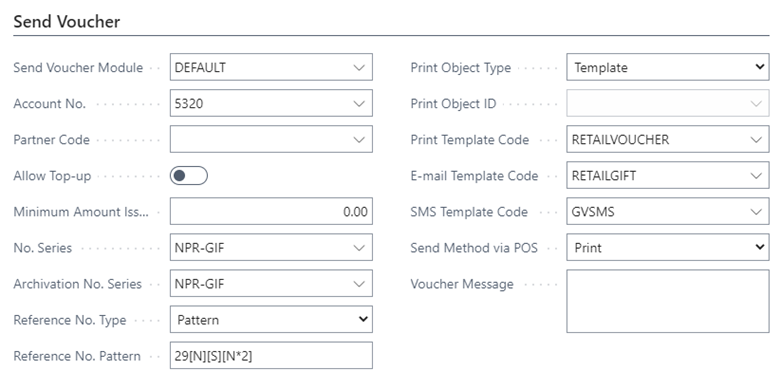 Send Voucher
Send Voucher Module DEFAULT
Account No. 5320
Partner Code
Allow Top-up
Minimum Amount Iss... 0.00
No. Series NPR-GIF
Archivation No. Series NPR-GIF
Reference No. Type Pattern
Reference No. Pattern 29[N][S][N*2]
Print Object Type Template
Print Object ID
Print Template Code RETAILVOUCHER
E-mail Template Code RETAILGIFT
SMS Template Code GVSMS
Send Method via POS Print
Voucher Message